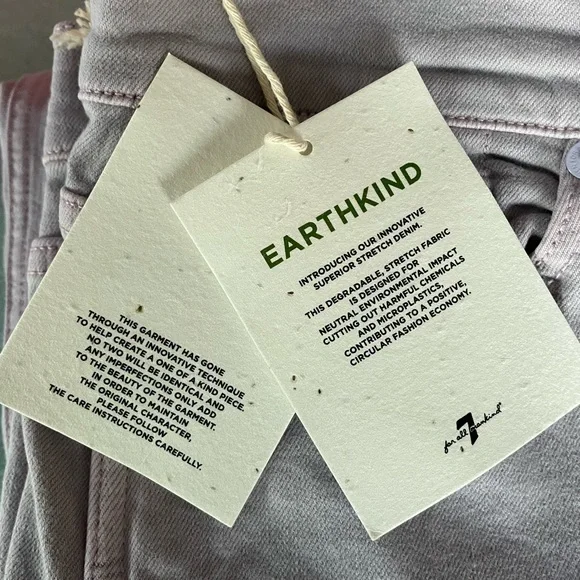 THIS GARMENT HAS GONE
THROUGH AN INNOVATIVE TECHNIQUE
TO HELP CREATE A ONE OF A KIND PIECE.
NO TWO WILL BE IDENTICAL AND
ANY IMPERFECTIONS ONLY ADD
TO THE BEAUTY OF THE GARMENT.
IN ORDER TO MAINTAIN
THE ORIGINAL CHARACTER,
PLEASE FOLLOW
THE CARE INSTRUCTIONS CAREFULLY.
EARTHKIND
INTRODUCING OUR INNOVATIVE
SUPERIOR STRETCH DENIM.
THIS DEGRADABLE, STRETCH FABRIC
IS DESIGNED FOR
NEUTRAL ENVIRONMENTAL IMPACT
CUTTING OUT HARMFUL CHEMICALS
AND MICROPLASTICS,
CONTRIBUTING TO A POSITIVE,
CIRCULAR FASHION ECONOMY.
7
for all mankind®